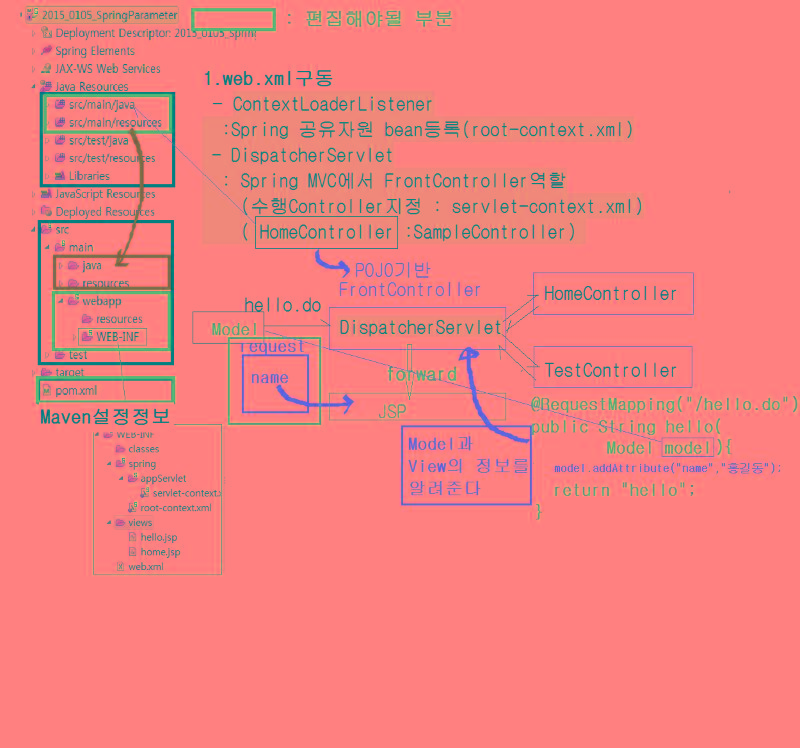 2015_0105_SpringParameter
: 편집해야될 부분
Deployment Descriptor: 2015_0105_Spring
Spring Elements
JAX-WS Web Services
Java Resources
src/main/java
src/main/resources
src/test/java
src/test/resources
Libraries
JavaScript Resources
Deployed Resources
src
main
java
resources
webapp
resources
WEB-INF
test
target
pom.xml
Maven설정정보
WEB-INF
classes
spring
appServlet
servlet-context.x
root-context.xml
views
hello.jsp
home.jsp
web.xml
1.web.xml구동
- ContextLoaderListener
:Spring 공유자원 bean등록(root-context.xml)
- DispatcherServlet
: Spring MVC에서 FrontController역할
(수행Controller지정 : servlet-context.xml)
( HomeController :SampleController)
POJO기반
FrontController
hello.do
Model
request
name
DispatcherServlet
forward
JSP
HomeController
TestController
Model과
View의 정보를
알려준다
@RequestMapping("/hello.do")
public String hello(
Model model){
model.addAttribute("name","홍길동");
return "hello";
}